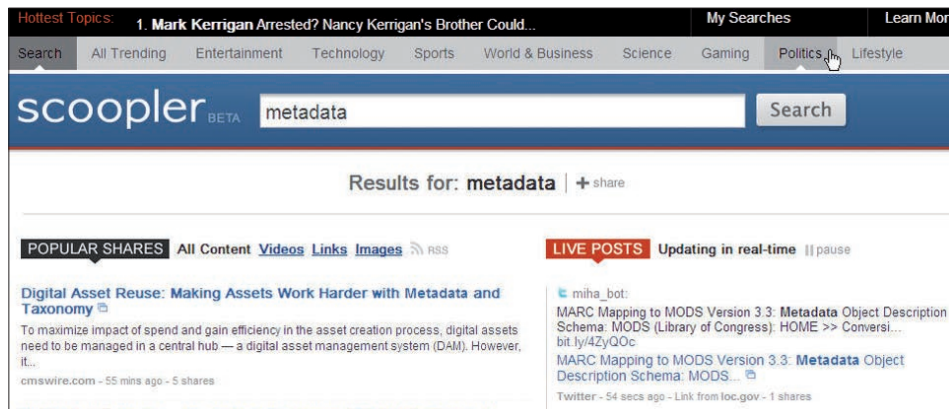 Hottest Topics: 1. Mark Kerrigan Arrested? Nancy Kerrigan's Brother Could... My Searches Learn Mor
Search All Trending Entertainment Technology Sports World & Business Science Gaming Politics Lifestyle
scoopler BETA metadata Search
Results for: metadata + share
POPULAR SHARES All Content Videos Links Images RSS
Digital Asset Reuse: Making Assets Work Harder with Metadata and
Taxonomy
To maximize impact of spend and gain efficiency in the asset creation process, digital assets
need to be managed in a central hub — a digital asset management system (DAM). However,
it...
cmswire.com - 55 mins ago - 5 shares
LIVE POSTS Updating in real-time pause
miha_bot:
MARC Mapping to MODS Version 3.3: Metadata Object Description
Schema: MODS (Library of Congress): HOME >> Conversi...
bit.ly/4ZyQOc
MARC Mapping to MODS Version 3.3: Metadata Object
Description Schema: MODS...
Twitter - 54 secs ago - Link from loc.gov - 1 shares